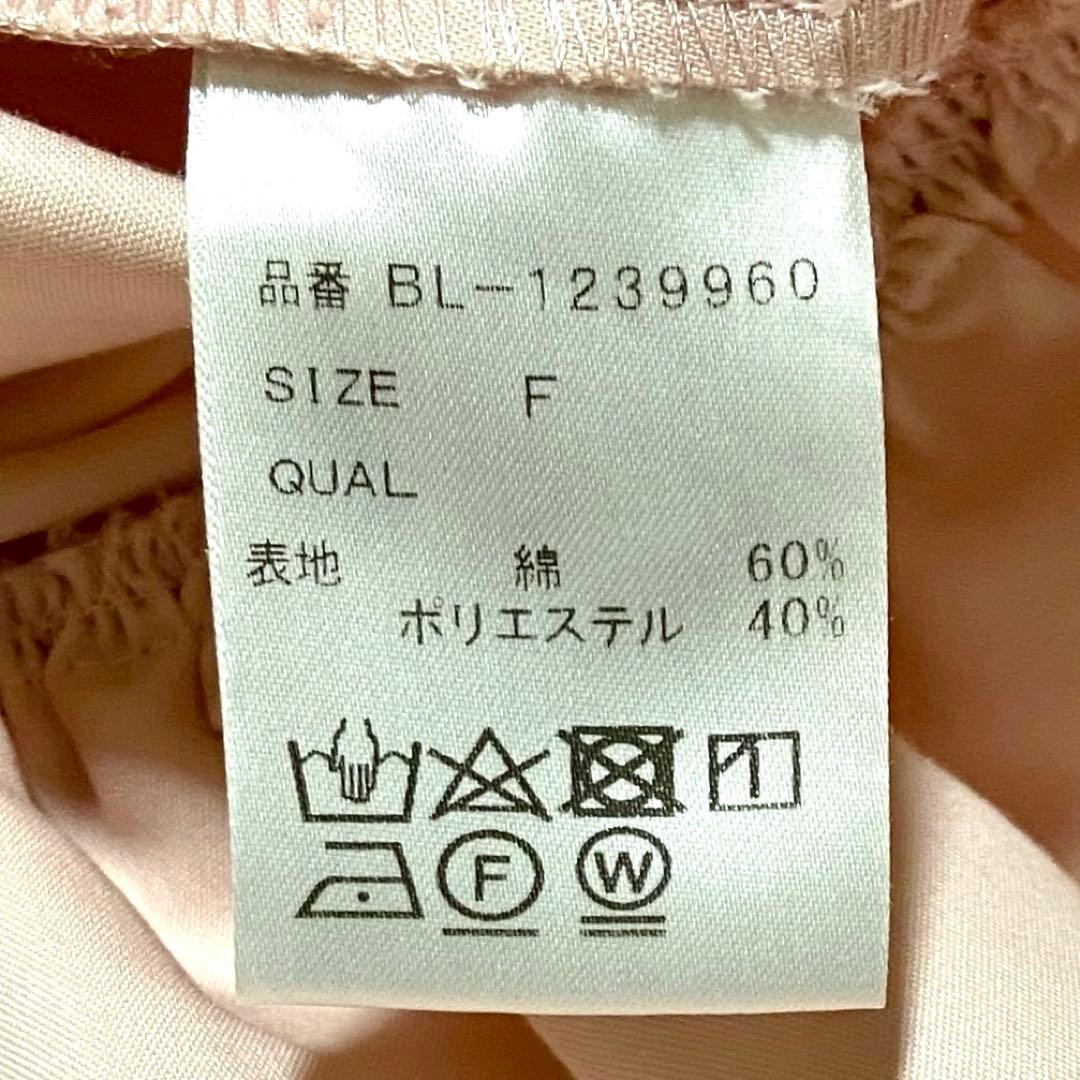 品番 BL-1239960
SIZE F
QUAL
表地 綿 60%
ポリエステル 40%
F W